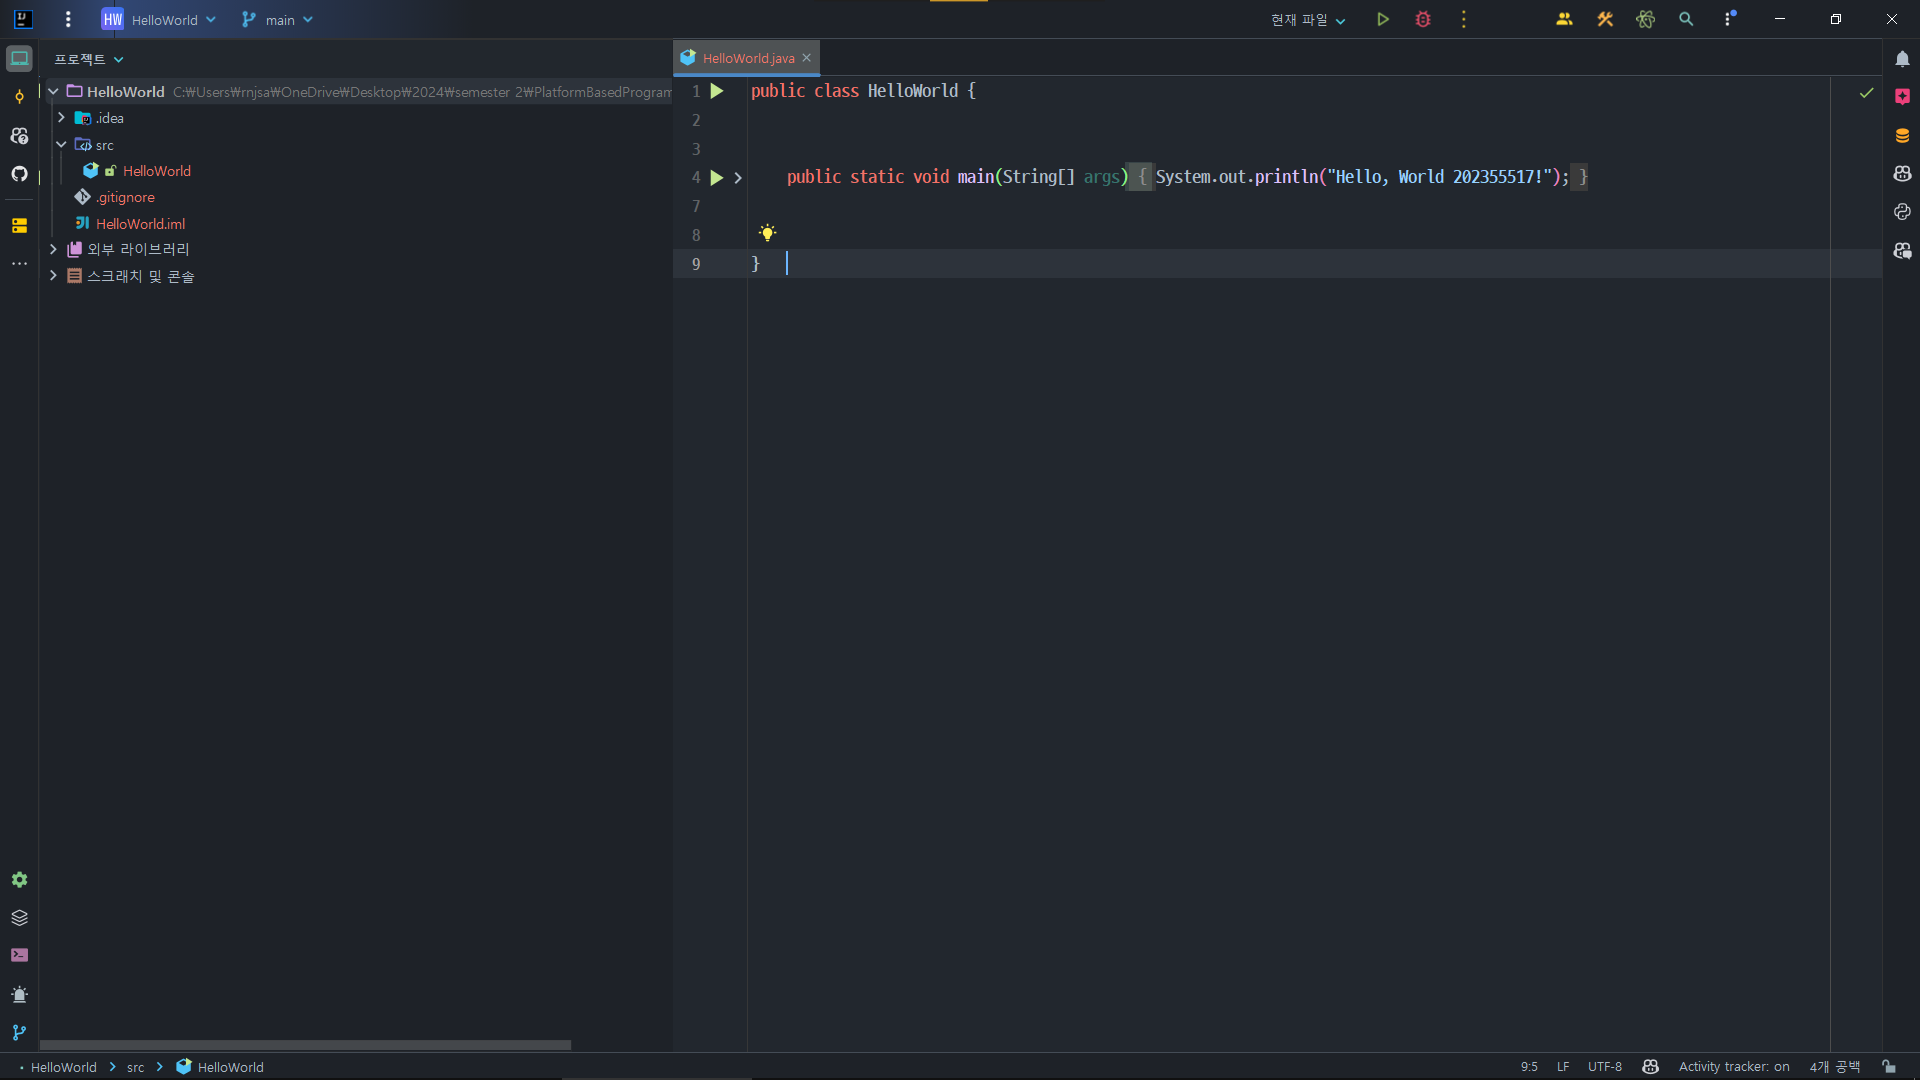 HW HelloWorld main 현재 파일
프로젝트
HelloWorld.java
HelloWorld C:₩Users₩rnjsa₩OneDrive₩Desktop₩2024₩semester 2₩PlatformBasedProgram
.idea
src
HelloWorld
.gitignore
HelloWorld.iml
외부 라이브러리
스크래치 및 콘솔
1 public class HelloWorld {
2
3
4 public static void main(String[] args) { System.out.println("Hello, World 202355517!"); }
7
8
9 }
HelloWorld src HelloWorld 9:5 LF UTF-8 Activity tracker: on 4개 공백